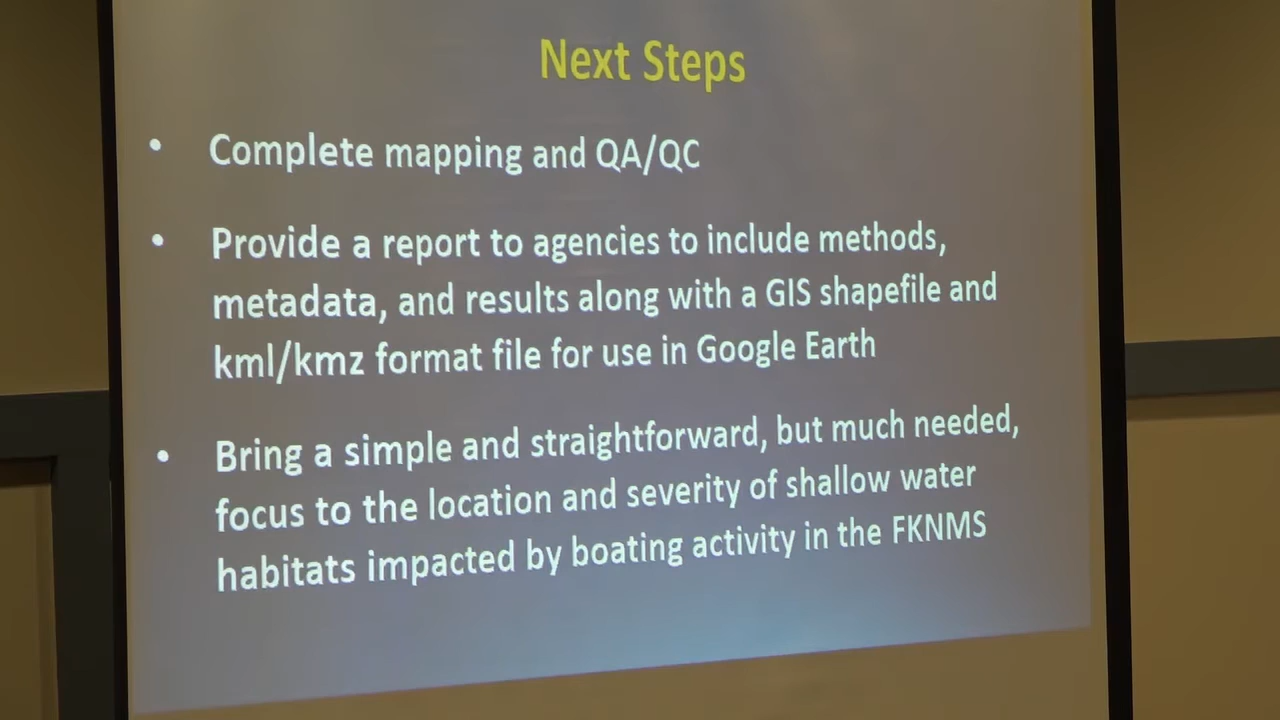 Next Steps
• Complete mapping and QA/QC
• Provide a report to agencies to include methods,
metadata, and results along with a GIS shapefile and
kml/kmz format file for use in Google Earth
• Bring a simple and straightforward, but much needed,
focus to the location and severity of shallow water
habitats impacted by boating activity in the FKNMS